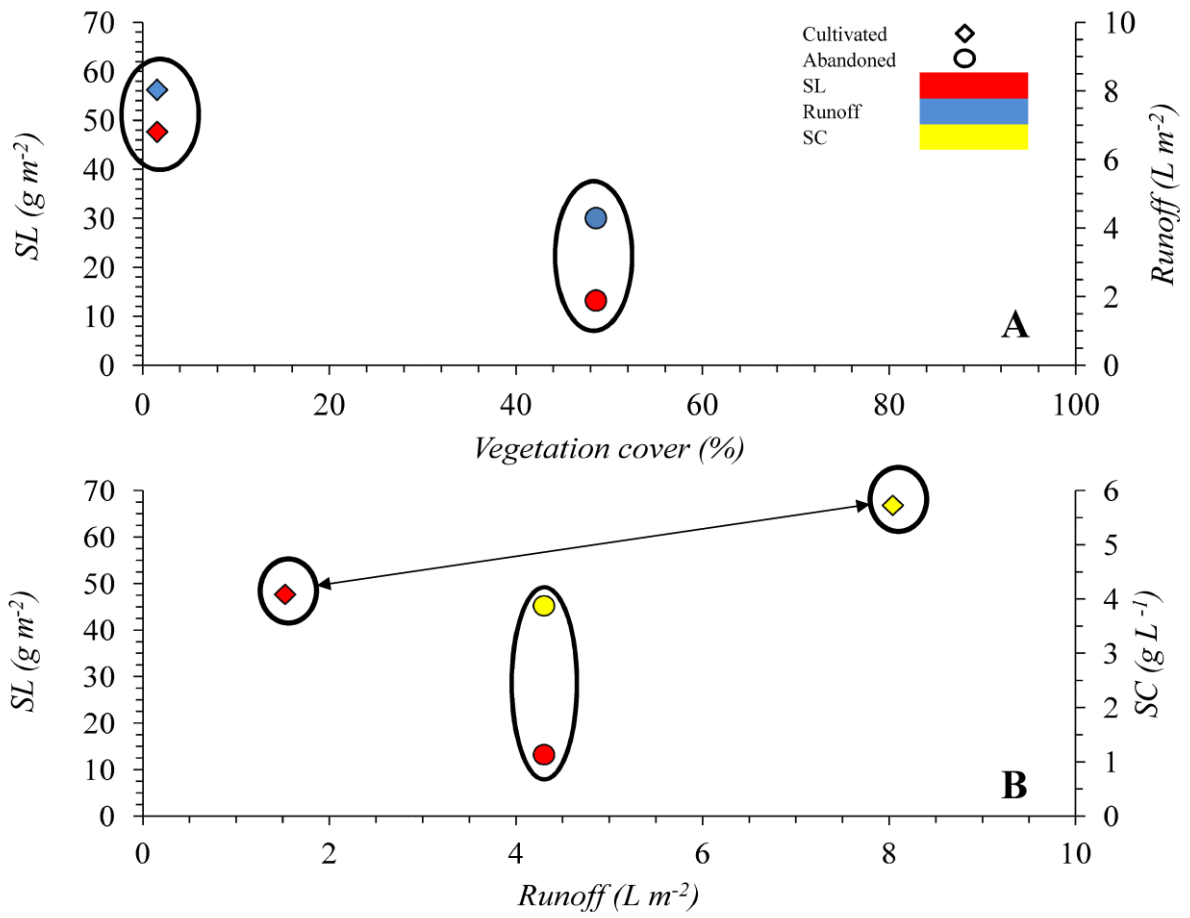 70
60
50
40
30
20
10
0
SL (g m-2)
10
8
6
4
2
0
Runoff (L m-2)
Cultivated
Abandoned
SL
Runoff
SC
A
0 20 40 60 80 100
Vegetation cover (%)
70
60
50
40
30
20
10
0
SL (g m-2)
6
5
4
3
2
1
0
SC (g L -1)
B
0 2 4 6 8 10
Runoff (L m-2)